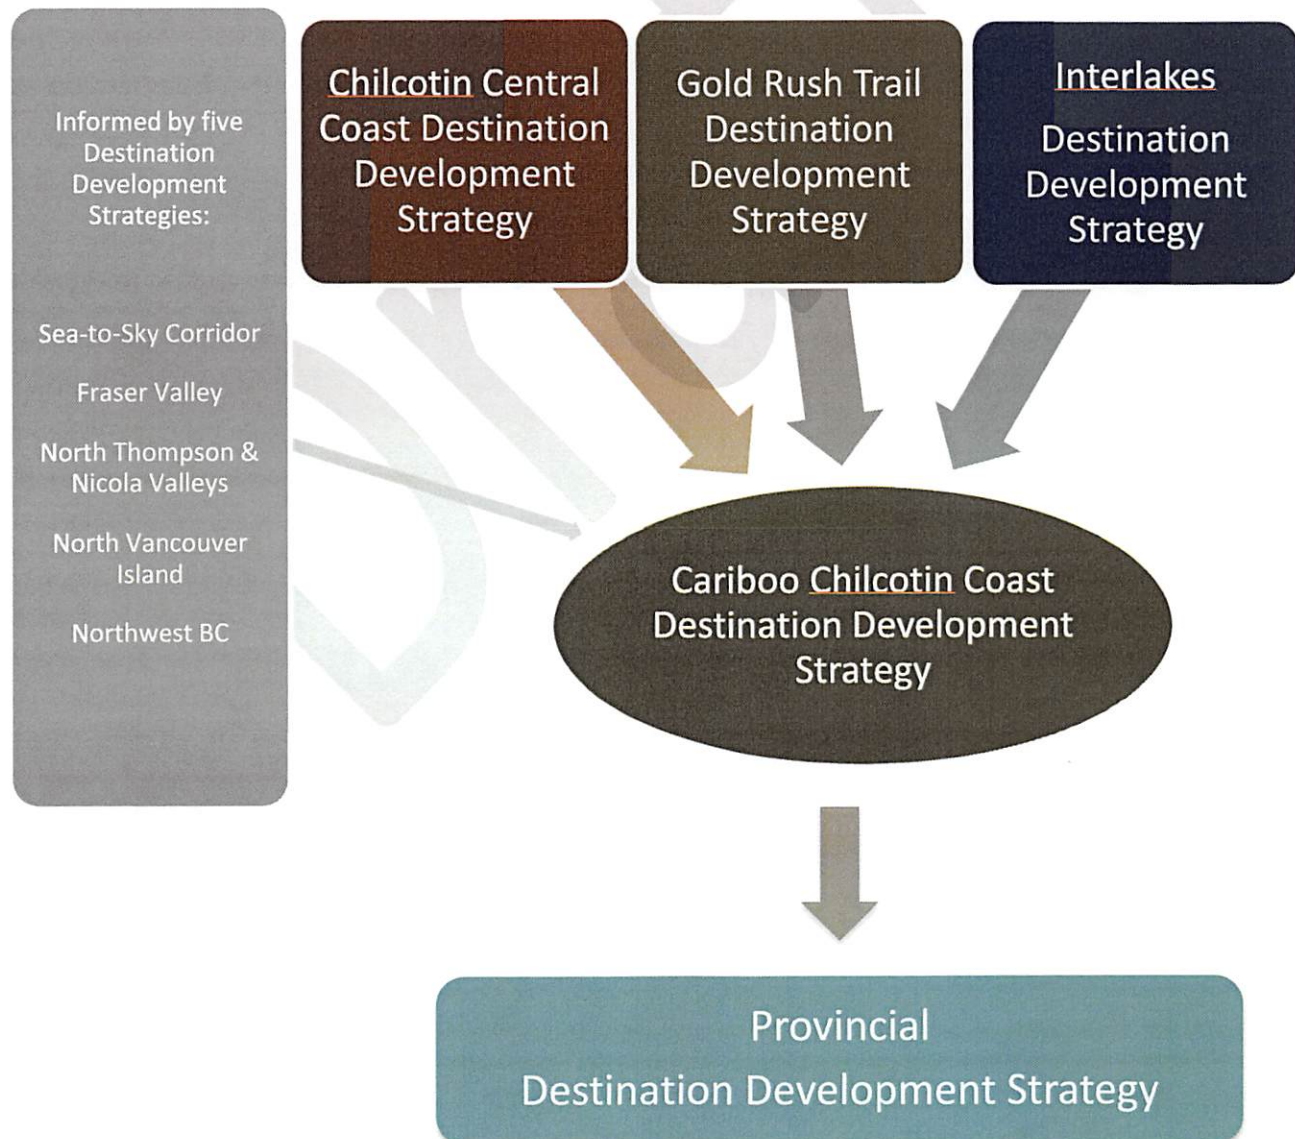 Informed by five
Destination
Development
Strategies:
Sea-to-Sky Corridor
Fraser Valley
North Thompson &
Nicola Valleys
North Vancouver
Island
Northwest BC
Chilcotin Central
Coast Destination
Development
Strategy
Gold Rush Trail
Destination
Development
Strategy
Interlakes
Destination
Development
Strategy
Cariboo Chilcotin Coast
Destination Development
Strategy
Provincial
Destination Development Strategy